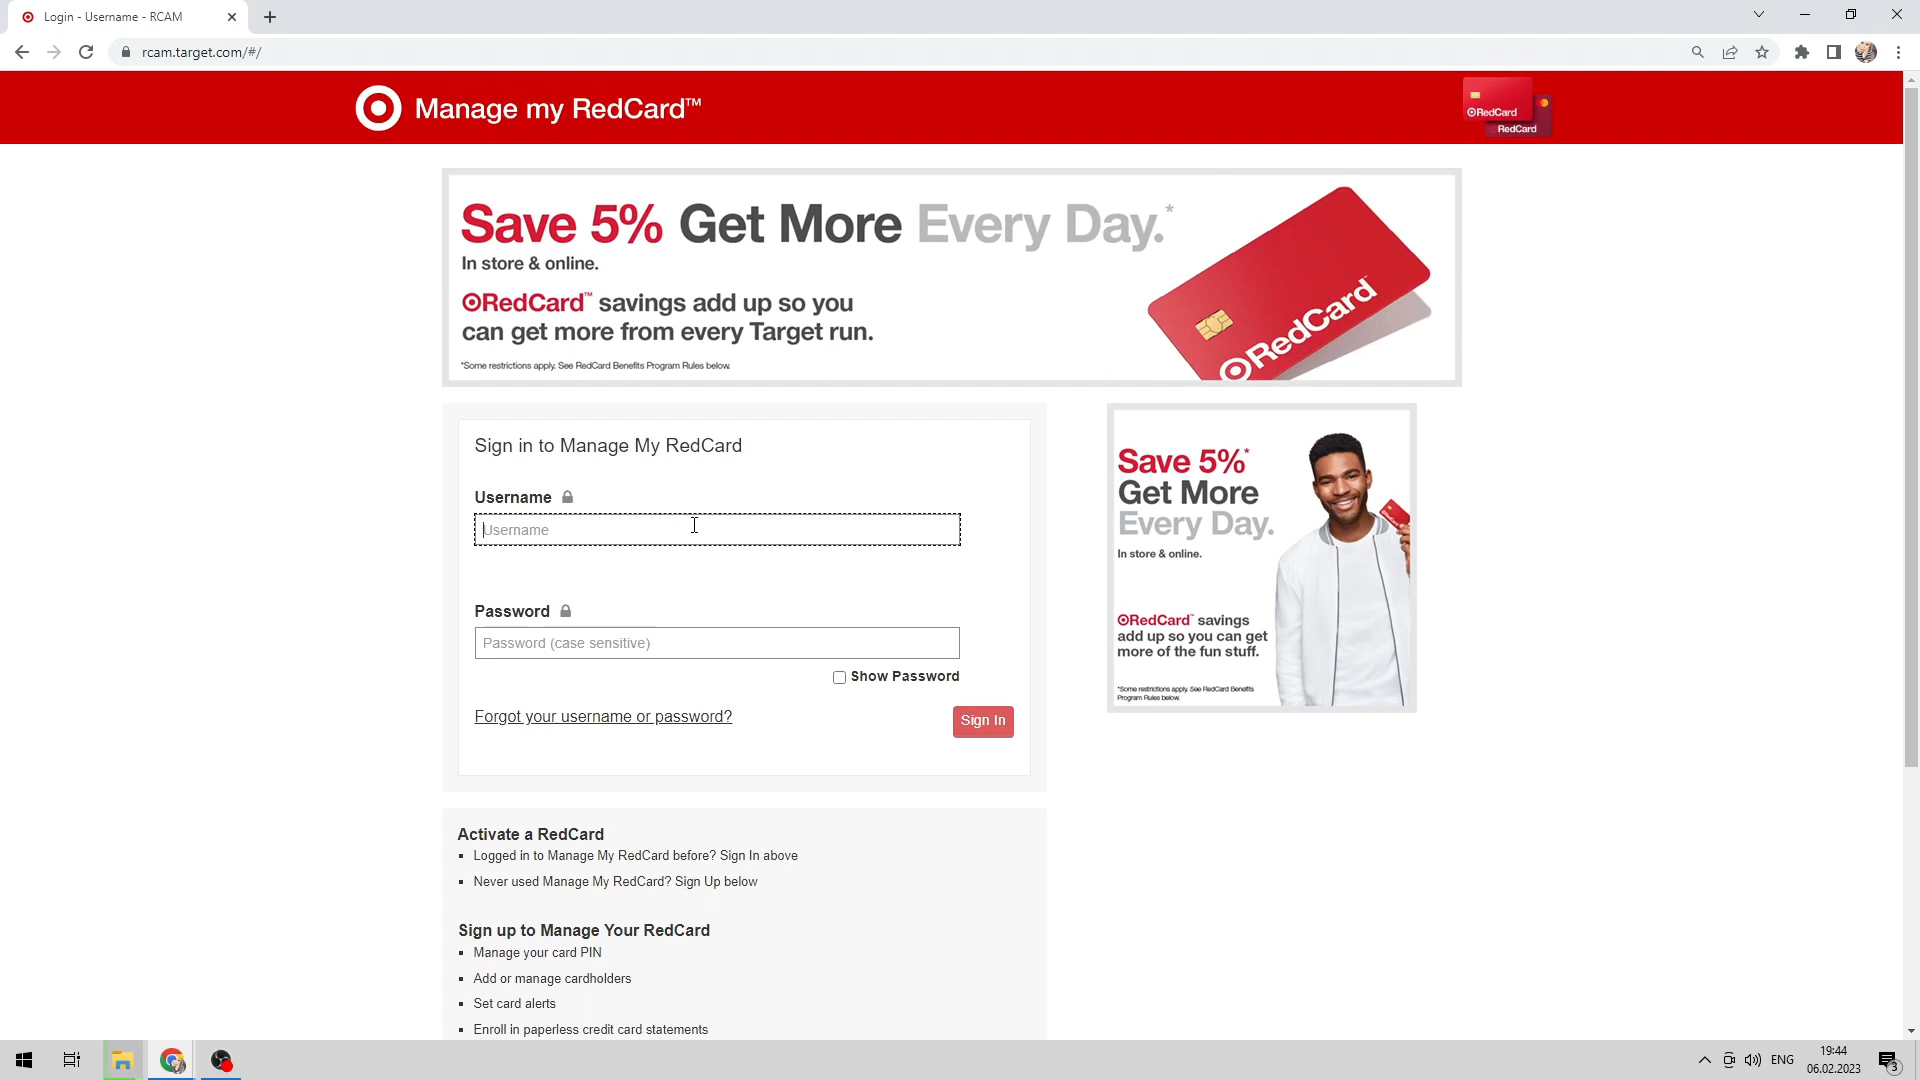 Login - Username - RCAM
rcam.target.com/#/
Manage my RedCard™
RedCard
RedCard
Save 5% Get More Every Day.*
In store & online.
RedCard™ savings add up so you
can get more from every Target run.
*Some restrictions apply. See RedCard Benefits Program Rules below.
RedCard
Sign in to Manage My RedCard
Username
Username
Password
Password (case sensitive)
Show Password
Forgot your username or password?
Sign In
Save 5%*
Get More
Every Day.
In store & online.
RedCard™ savings
add up so you can get
more of the fun stuff.
*Some restrictions apply. See RedCard Benefits
Program Rules below.
Activate a RedCard
▪ Logged in to Manage My RedCard before? Sign In above
▪ Never used Manage My RedCard? Sign Up below
Sign up to Manage Your RedCard
▪ Manage your card PIN
▪ Add or manage cardholders
▪ Set card alerts
▪ Enroll in paperless credit card statements
ENG
19:44
06.02.2023
3